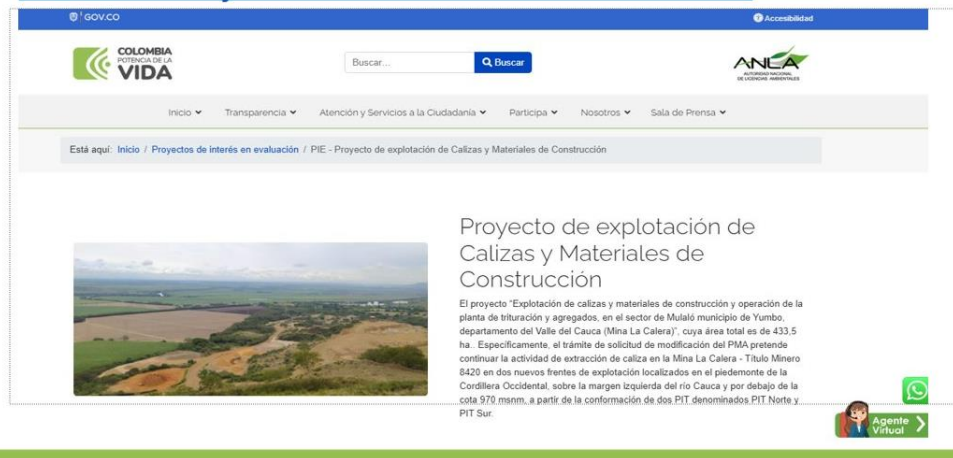 GOV.CO
Accesibilidad
COLOMBIA
POTENCIA DE LA
VIDA
Buscar...
Buscar
ANLA
AUTORIDAD NACIONAL
DE LICENCIAS AMBIENTALES
Inicio Transparencia Atención y Servicios a la Ciudadanía Participa Nosotros Sala de Prensa
Está aquí: Inicio / Proyectos de interés en evaluación / PIE - Proyecto de explotación de Calizas y Materiales de Construcción
Proyecto de explotación de
Calizas y Materiales de
Construcción
El proyecto "Explotación de calizas y materiales de construcción y operación de la
planta de trituración y agregados, en el sector de Mulaló municipio de Yumbo,
departamento del Valle del Cauca (Mina La Calera)", cuya área total es de 433,5
ha.. Específicamente, el trámite de solicitud de modificación del PMA pretende
continuar la actividad de extracción de caliza en la Mina La Calera - Título Minero
8420 en dos nuevos frentes de explotación localizados en el piedemonte de la
Cordillera Occidental, sobre la margen izquierda del río Cauca y por debajo de la
cota 970 msnm, a partir de la conformación de dos PIT denominados PIT Norte y
PIT Sur.
Agente
Virtual